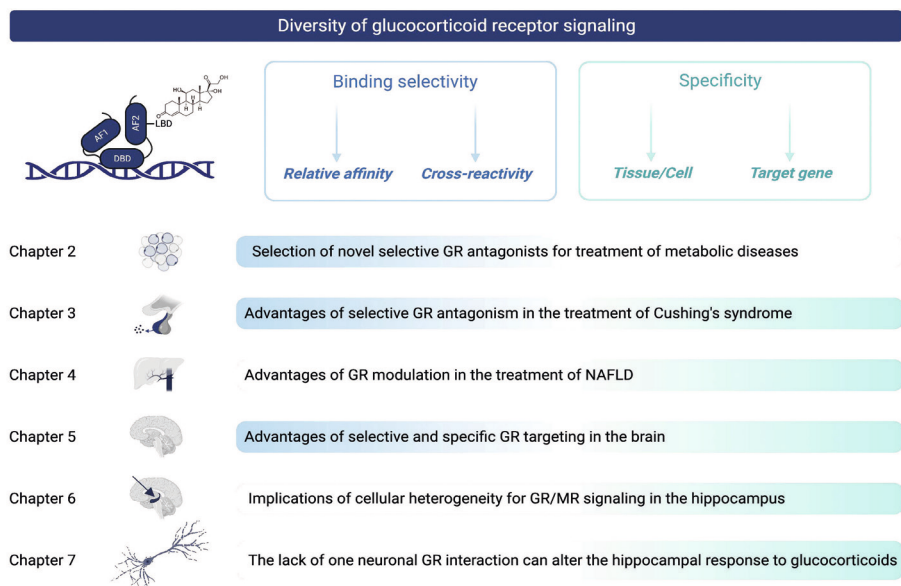 Diversity of glucocorticoid receptor signaling
AF1
AF2
LBD
DBD
O
OH
HO
OH
H
H
H
O
Binding selectivity
Relative affinity
Cross-reactivity
Specificity
Tissue/Cell
Target gene
Chapter 2
Selection of novel selective GR antagonists for treatment of metabolic diseases
Chapter 3
Advantages of selective GR antagonism in the treatment of Cushing's syndrome
Chapter 4
Advantages of GR modulation in the treatment of NAFLD
Chapter 5
Advantages of selective and specific GR targeting in the brain
Chapter 6
Implications of cellular heterogeneity for GR/MR signaling in the hippocampus
Chapter 7
The lack of one neuronal GR interaction can alter the hippocampal response to glucocorticoids